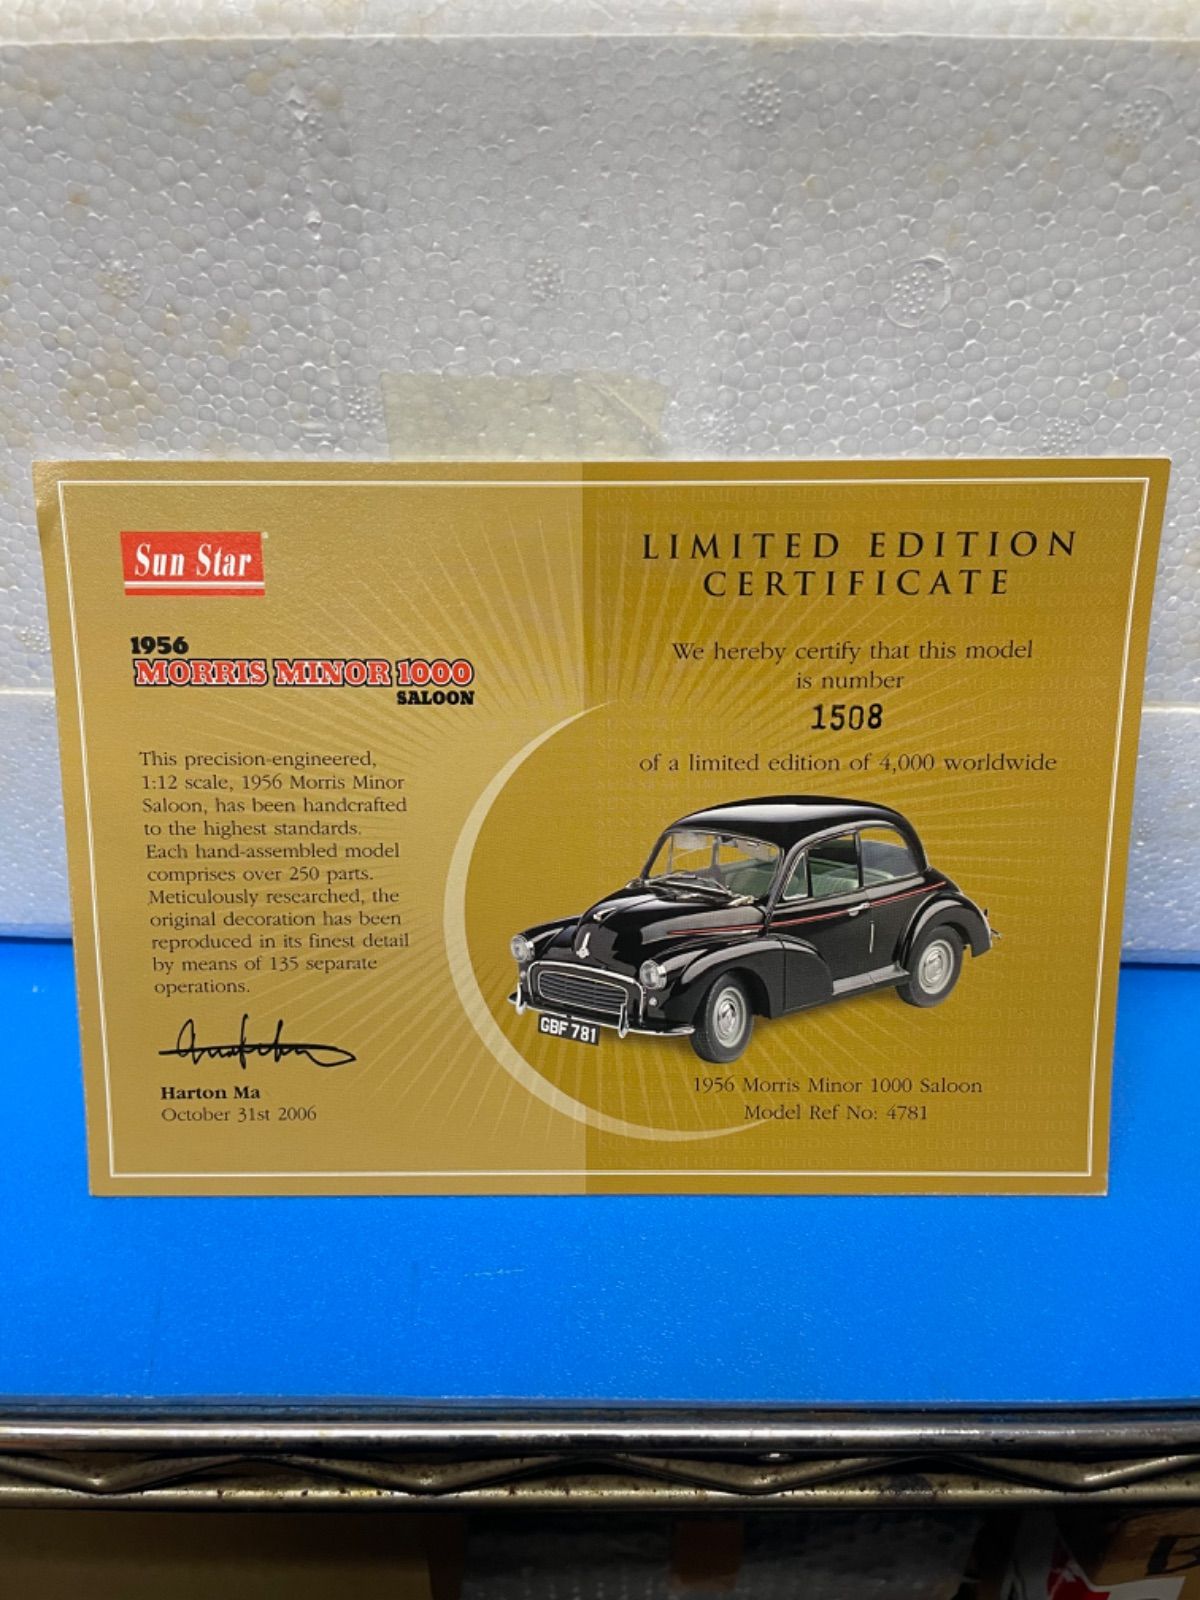 Sun Star
1956
MORRIS MINOR 1000
SALOON
This precision-engineered,
1:12 scale, 1956 Morris Minor
Saloon, has been handcrafted
to the highest standards.
Each hand-assembled model
comprises over 250 parts.
Meticulously researched, the
original decoration has been
reproduced in its finest detail
by means of 135 separate
operations.
Harton Ma
October 31st 2006
LIMITED EDITION
CERTIFICATE
We hereby certify that this model
is number
1508
of a limited edition of 4,000 worldwide
GBF 781
1956 Morris Minor 1000 Saloon
Model Ref No: 4781